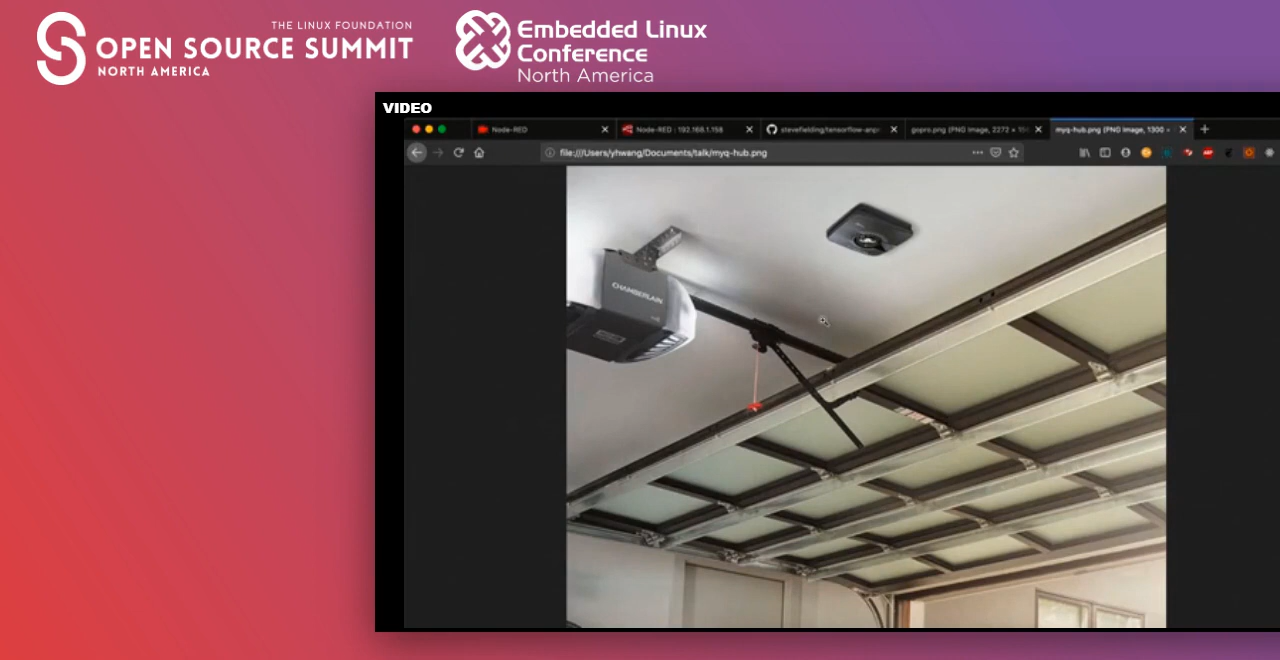 THE LINUX FOUNDATION
OPEN SOURCE SUMMIT
NORTH AMERICA
Embedded Linux
Conference
North America
VIDEO
Node-RED
Node-RED : 192.168.1.158
stevefielding/tensorflow-anpr
gopro.png (PNG Image, 2272 ×
myq-hub.png (PNG Image, 1300 ×
file:///Users/yhwang/Documents/talk/myq-hub.png
CHAMBERLAIN